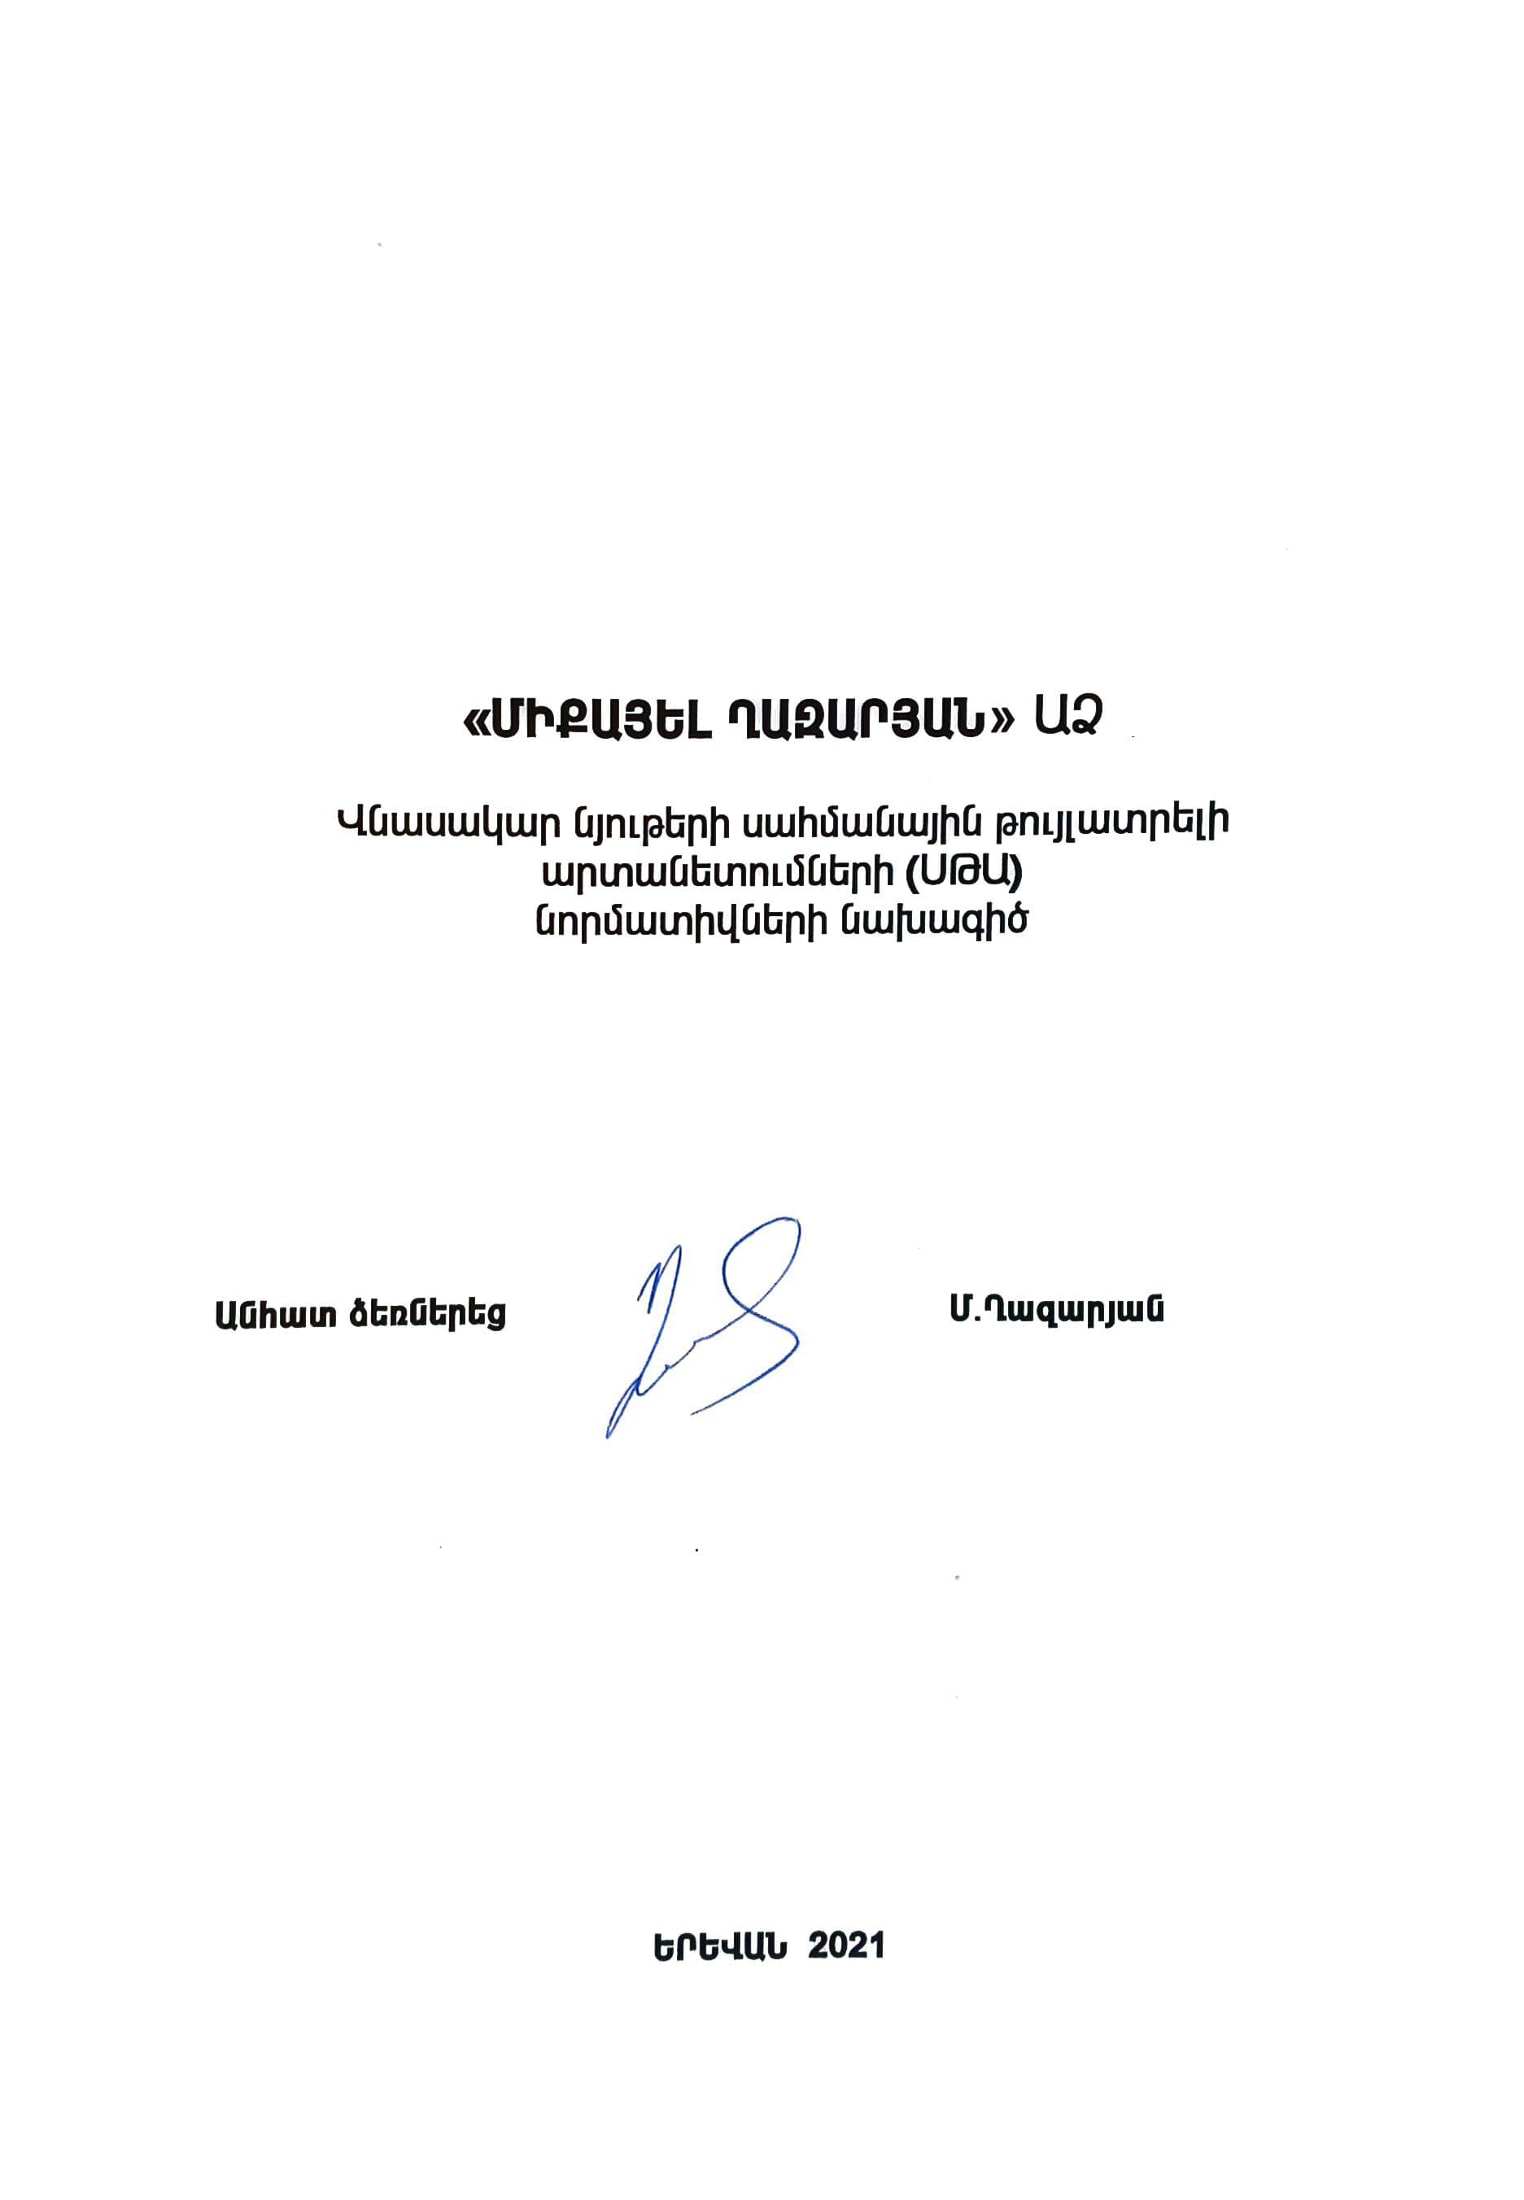 «ՄԻՔԱՅԵԼ ՂԱԶԱՐՅԱՆ» ԱՁ
Վնասակար նյութերի սահմանային թույլատրելի
արտանետումների (ՍԹԱ)
նորմատիվների նախագիծ
Անհատ ձեռներեց
Մ.Ղազարյան
ԵՐԵՎԱՆ 2021